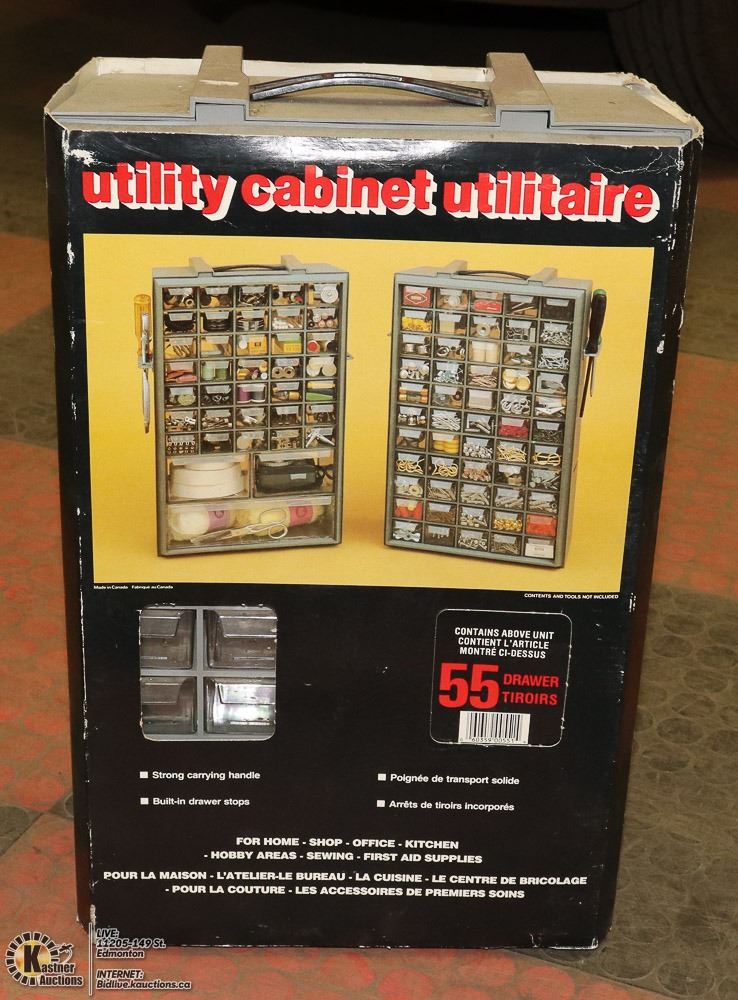 utility cabinet utilitaire
Made in Canada Fabriqué au Canada
CONTENTS AND TOOLS NOT INCLUDED
CONTAINS ABOVE UNIT
CONTIENT L'ARTICLE
MONTRÉ CI-DESSUS
55 DRAWER
TIROIRS
Strong carrying handle
Built-in drawer stops
Poignée de transport solide
Arrêts de tiroirs incorporés
FOR HOME - SHOP - OFFICE - KITCHEN
- HOBBY AREAS - SEWING - FIRST AID SUPPLIES
POUR LA MAISON - L'ATELIER-LE BUREAU - LA CUISINE - LE CENTRE DE BRICOLAGE
- POUR LA COUTURE - LES ACCESSOIRES DE PREMIERS SOINS
Kastner
Auctions
LIVE:
11205-149 St.
Edmonton
INTERNET:
Bidlive.kauctions.ca